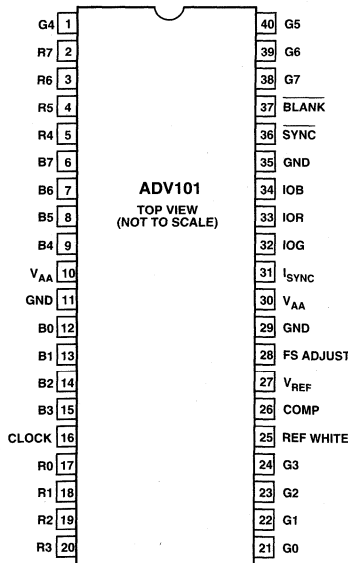 G4 1 40 G5
R7 2 39 G6
R6 3 38 G7
R5 4 37 BLANK
R4 5 36 SYNC
B7 6 35 GND
B6 7 ADV101 34 IOB
B5 8 TOP VIEW 33 IOR
(NOT TO SCALE)
B4 9 32 IOG
VAA 10 31 ISYNC
GND 11 30 VAA
B0 12 29 GND
B1 13 28 FS ADJUST
B2 14 27 VREF
B3 15 26 COMP
CLOCK 16 25 REF WHITE
R0 17 24 G3
R1 18 23 G2
R2 19 22 G1
R3 20 21 G0